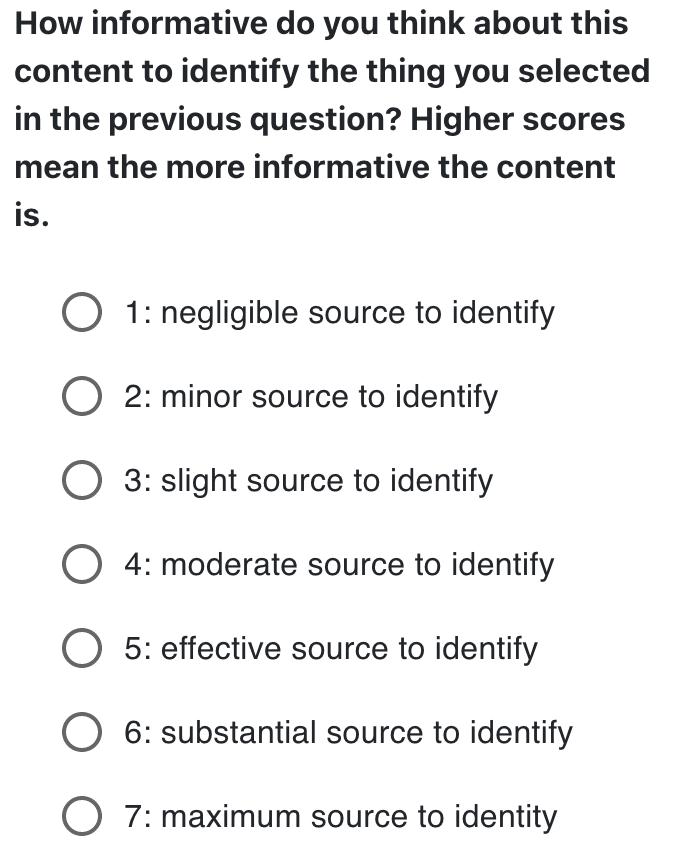 How informative do you think about this
content to identify the thing you selected
in the previous question? Higher scores
mean the more informative the content
is.
1: negligible source to identify
2: minor source to identify
3: slight source to identify
4: moderate source to identify
5: effective source to identify
6: substantial source to identify
7: maximum source to identity